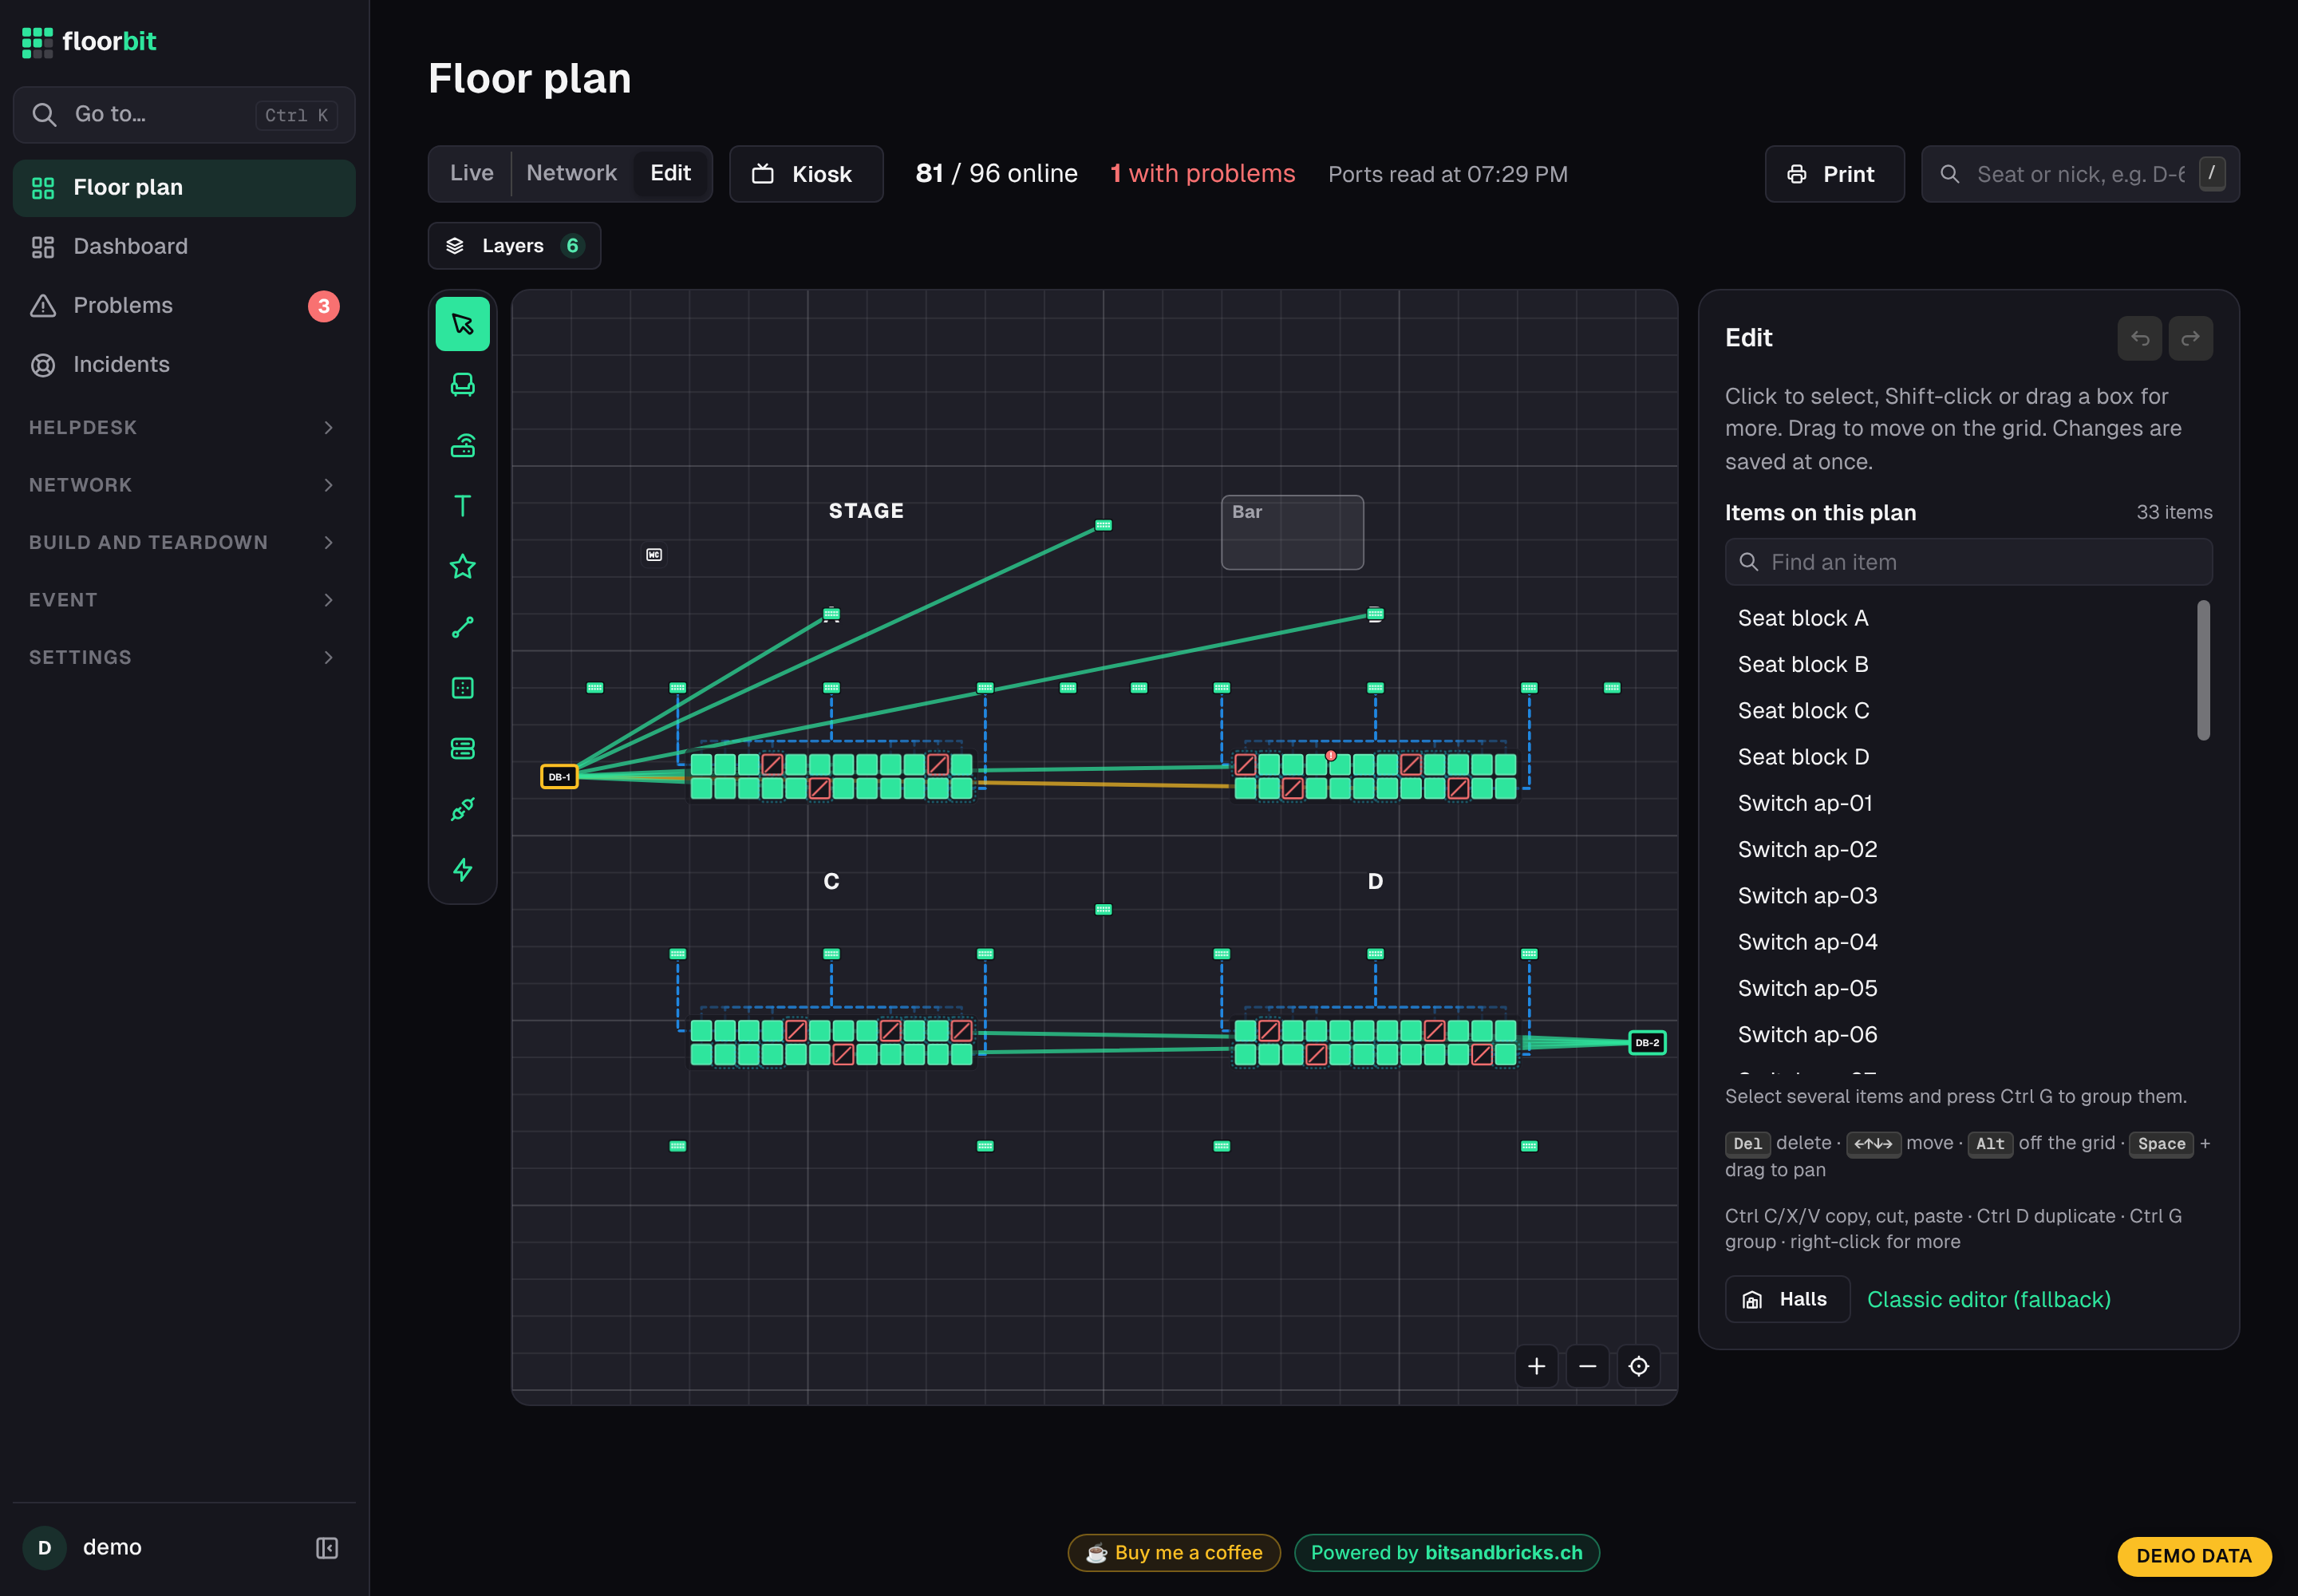 floorbit
Go to...
Ctrl K
Floor plan
Dashboard
Problems
3
Incidents
HELPDESK
NETWORK
BUILD AND TEARDOWN
EVENT
SETTINGS
D
demo
Floor plan
Live
Network
Edit
Kiosk
81 / 96 online
1 with problems
Ports read at 07:29 PM
Print
Seat or nick, e.g. D-6
/
Layers
6
STAGE
Bar
WC
DB-1
C
D
DB-2
Edit
Click to select, Shift-click or drag a box for
more. Drag to move on the grid. Changes are
saved at once.
Items on this plan
33 items
Find an item
Seat block A
Seat block B
Seat block C
Seat block D
Switch ap-01
Switch ap-02
Switch ap-03
Switch ap-04
Switch ap-05
Switch ap-06
Select several items and press Ctrl G to group them.
Del delete · ←↑↓→ move · Alt off the grid · Space +
drag to pan
Ctrl C/X/V copy, cut, paste · Ctrl D duplicate · Ctrl G
group · right-click for more
Halls
Classic editor (fallback)
Buy me a coffee
Powered by bitsandbricks.ch
DEMO DATA